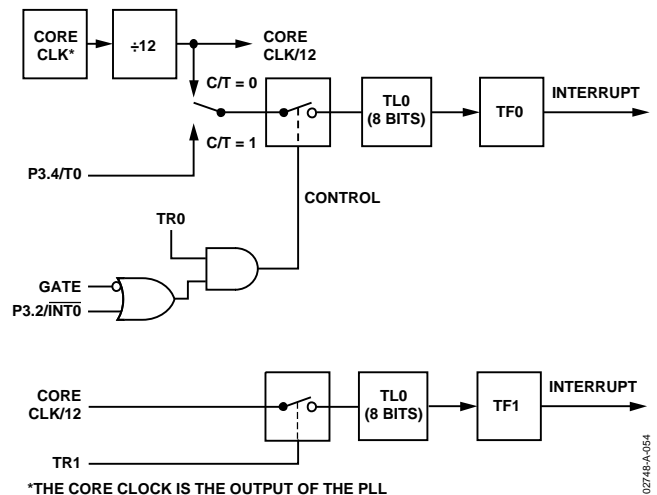 CORE
CLK*
÷12
CORE
CLK/12
C/T = 0
C/T = 1
TL0
(8 BITS)
TF0
INTERRUPT
P3.4/T0
CONTROL
TR0
GATE
P3.2/INT0
CORE
CLK/12
TL0
(8 BITS)
TF1
INTERRUPT
TR1
*THE CORE CLOCK IS THE OUTPUT OF THE PLL
02748-A-054